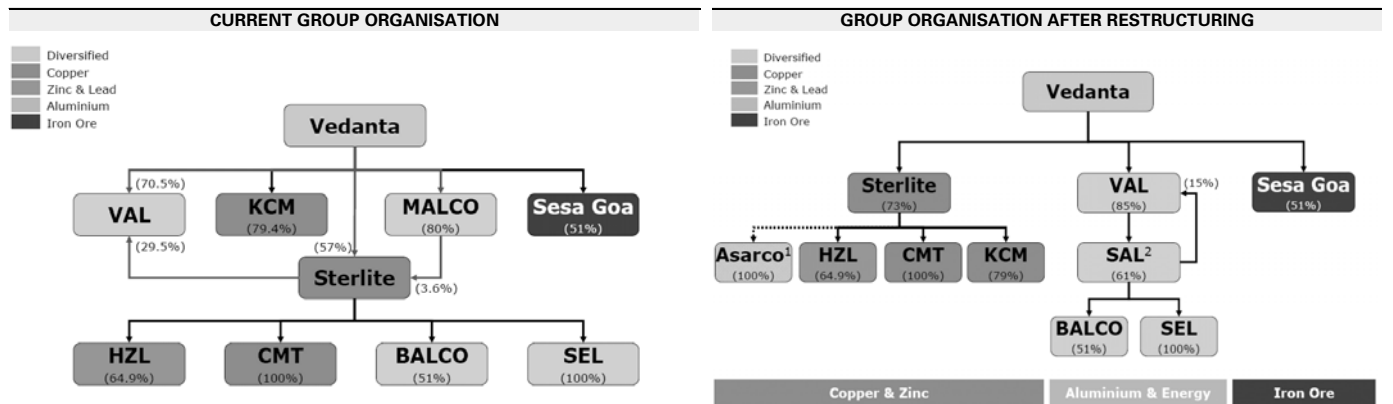 CURRENT GROUP ORGANISATION
Diversified
Copper
Zinc & Lead
Aluminium
Iron Ore
Vedanta
(70.5%)
VAL
KCM
(79.4%)
MALCO
(80%)
Sesa Goa
(51%)
(29.5%)
(57%)
Sterlite
(3.6%)
HZL
(64.9%)
CMT
(100%)
BALCO
(51%)
SEL
(100%)
GROUP ORGANISATION AFTER RESTRUCTURING
Diversified
Copper
Zinc & Lead
Aluminium
Iron Ore
Vedanta
Sterlite
(73%)
VAL
(85%)
(15%)
Sesa Goa
(51%)
Asarco¹
(100%)
HZL
(64.9%)
CMT
(100%)
KCM
(79%)
SAL²
(61%)
BALCO
(51%)
SEL
(100%)
Copper & Zinc
Aluminium & Energy
Iron Ore